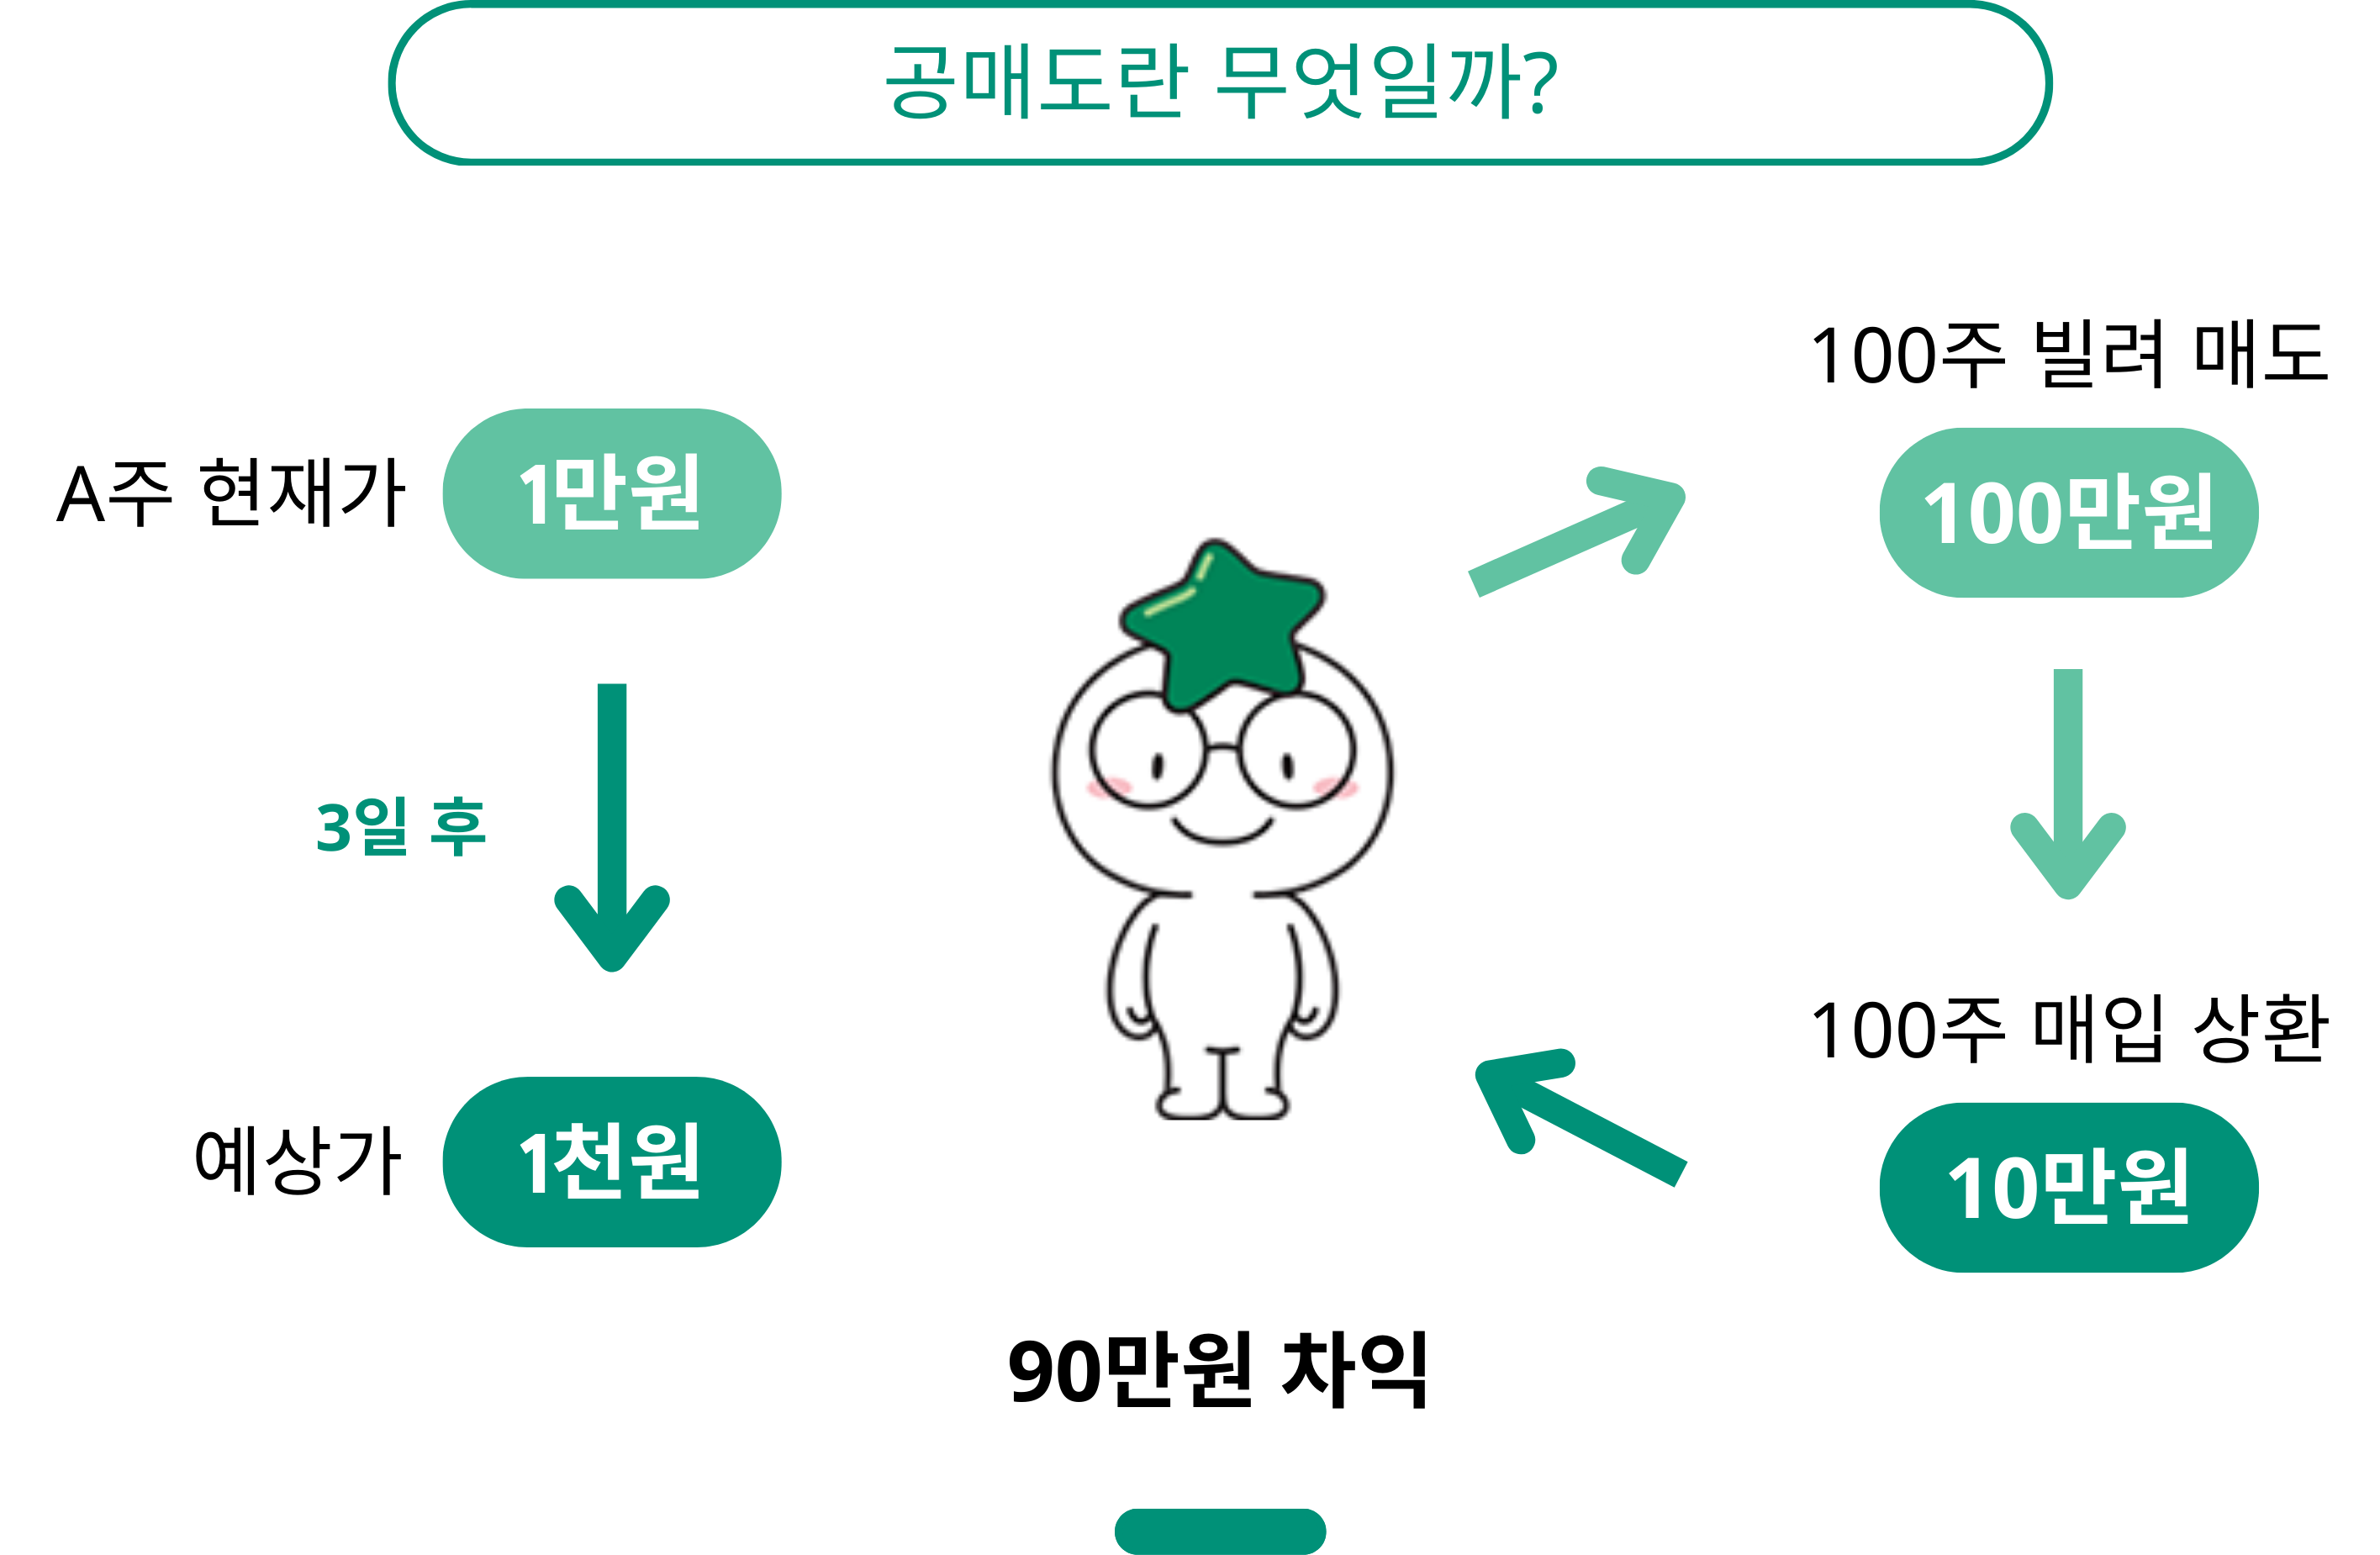 공매도란 무엇일까?
A주 현재가
1만원
3일 후
예상가
1천원
100주 빌려 매도
100만원
100주 매입 상환
10만원
90만원 차익